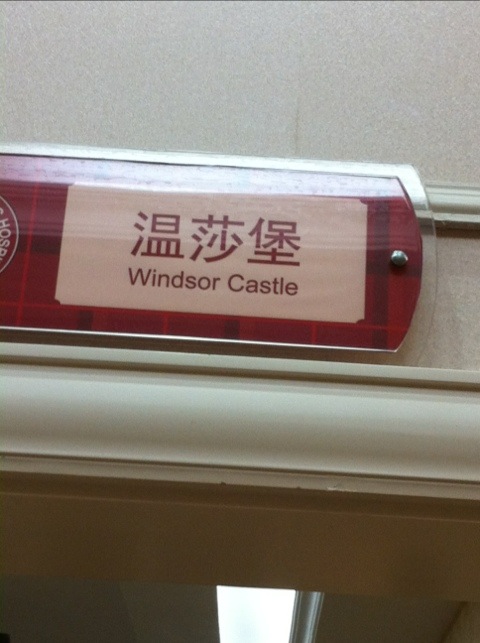 温莎堡
Windsor Castle